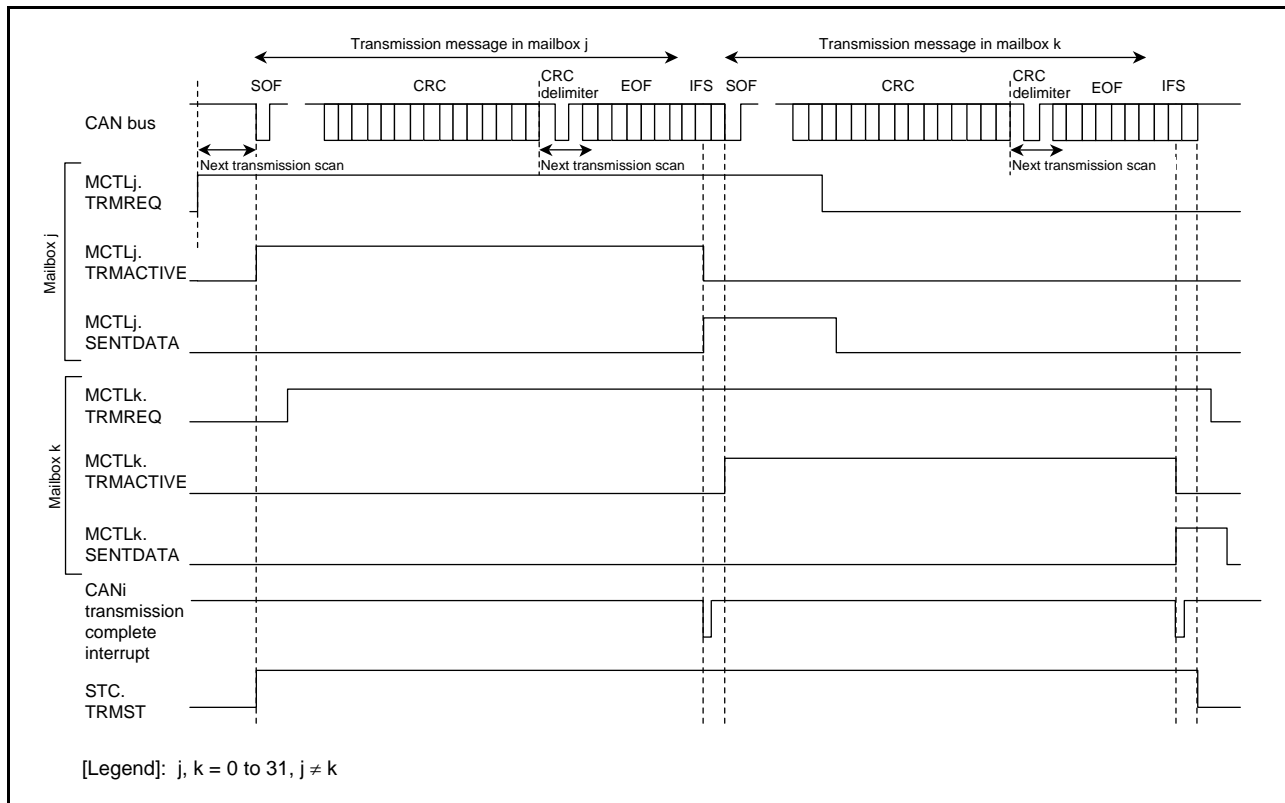 Transmission message in mailbox j
Transmission message in mailbox k
SOF
CRC
CRC
delimiter
EOF
IFS
SOF
CRC
CRC
delimiter
EOF
IFS
CAN bus
Next transmission scan
Next transmission scan
Next transmission scan
Mailbox j
MCTLj.
TRMREQ
MCTLj.
TRMACTIVE
MCTLj.
SENTDATA
Mailbox k
MCTLk.
TRMREQ
MCTLk.
TRMACTIVE
MCTLk.
SENTDATA
CANi
transmission
complete
interrupt
STC.
TRMST
[Legend]: j, k = 0 to 31, j ≠ k